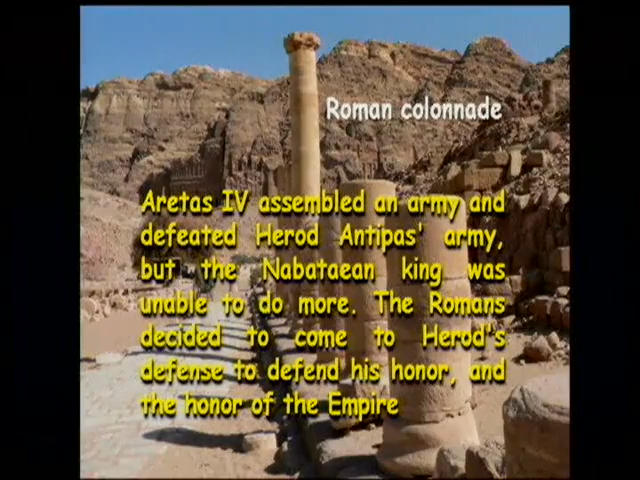 Roman colonnade
Aretas IV assembled an army and
defeated Herod Antipas' army,
but the Nabataean king was
unable to do more. The Romans
decided to come to Herod's
defense to defend his honor, and
the honor of the Empire